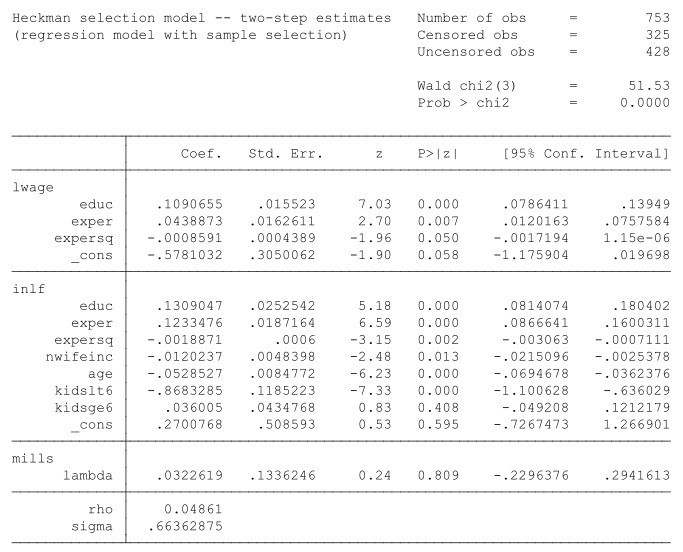 Heckman selection model -- two-step estimates Number of obs = 753
(regression model with sample selection) Censored obs = 325
Uncensored obs = 428
Wald chi2(3) = 51.53
Prob > chi2 = 0.0000
Coef. Std. Err. z P>|z| [95% Conf. Interval]
lwage
educ .1090655 .015523 7.03 0.000 .0786411 .13949
exper .0438873 .0162611 2.70 0.007 .0120163 .0757584
expersq -.0008591 .0004389 -1.96 0.050 -.0017194 1.15e-06
_cons -.5781032 .3050062 -1.90 0.058 -1.175904 .019698
inlf
educ .1309047 .0252542 5.18 0.000 .0814074 .180402
exper .1233476 .0187164 6.59 0.000 .0866641 .1600311
expersq -.0018871 .0006 -3.15 0.002 -.003063 -.0007111
nwifeinc -.0120237 .0048398 -2.48 0.013 -.0215096 -.0025378
age -.0528527 .0084772 -6.23 0.000 -.0694678 -.0362376
kidslt6 -.8683285 .1185223 -7.33 0.000 -1.100628 -.636029
kidsge6 .036005 .0434768 0.83 0.408 -.049208 .1212179
_cons .2700768 .508593 0.53 0.595 -.7267473 1.266901
mills
lambda .0322619 .1336246 0.24 0.809 -.2296376 .2941613
rho 0.04861
sigma .66362875